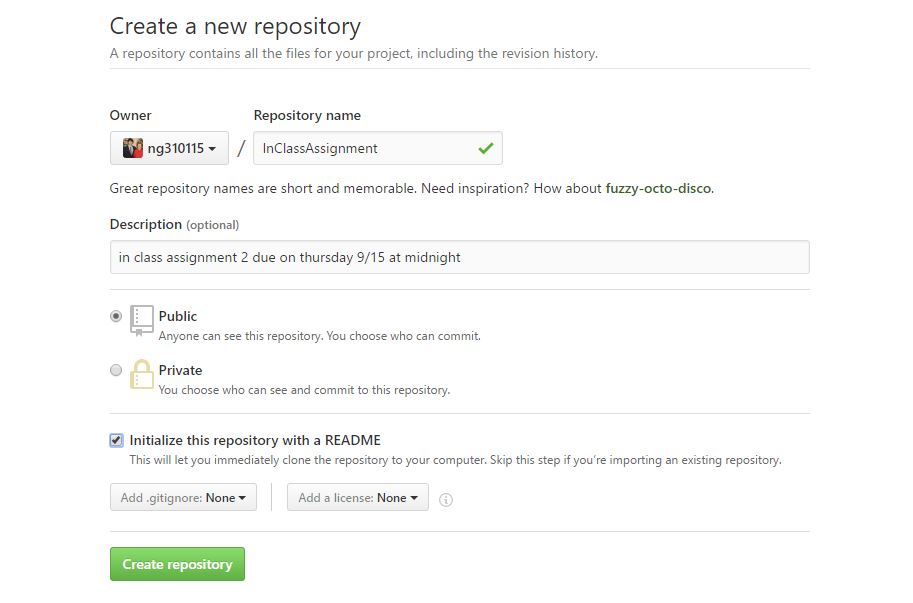 Create a new repository
A repository contains all the files for your project, including the revision history.
Owner Repository name
ng310115 / InClassAssignment
Great repository names are short and memorable. Need inspiration? How about fuzzy-octo-disco.
Description (optional)
in class assignment 2 due on thursday 9/15 at midnight
Public
Anyone can see this repository. You choose who can commit.
Private
You choose who can see and commit to this repository.
Initialize this repository with a README
This will let you immediately clone the repository to your computer. Skip this step if you're importing an existing repository.
Add .gitignore: None Add a license: None
Create repository